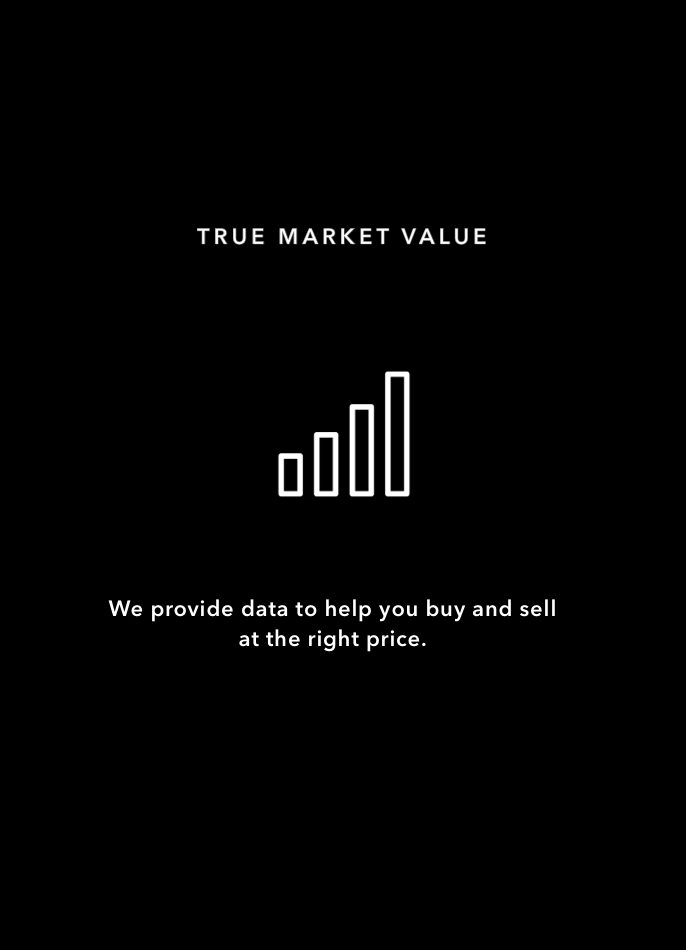 TRUE MARKET VALUE
We provide data to help you buy and sell
at the right price.